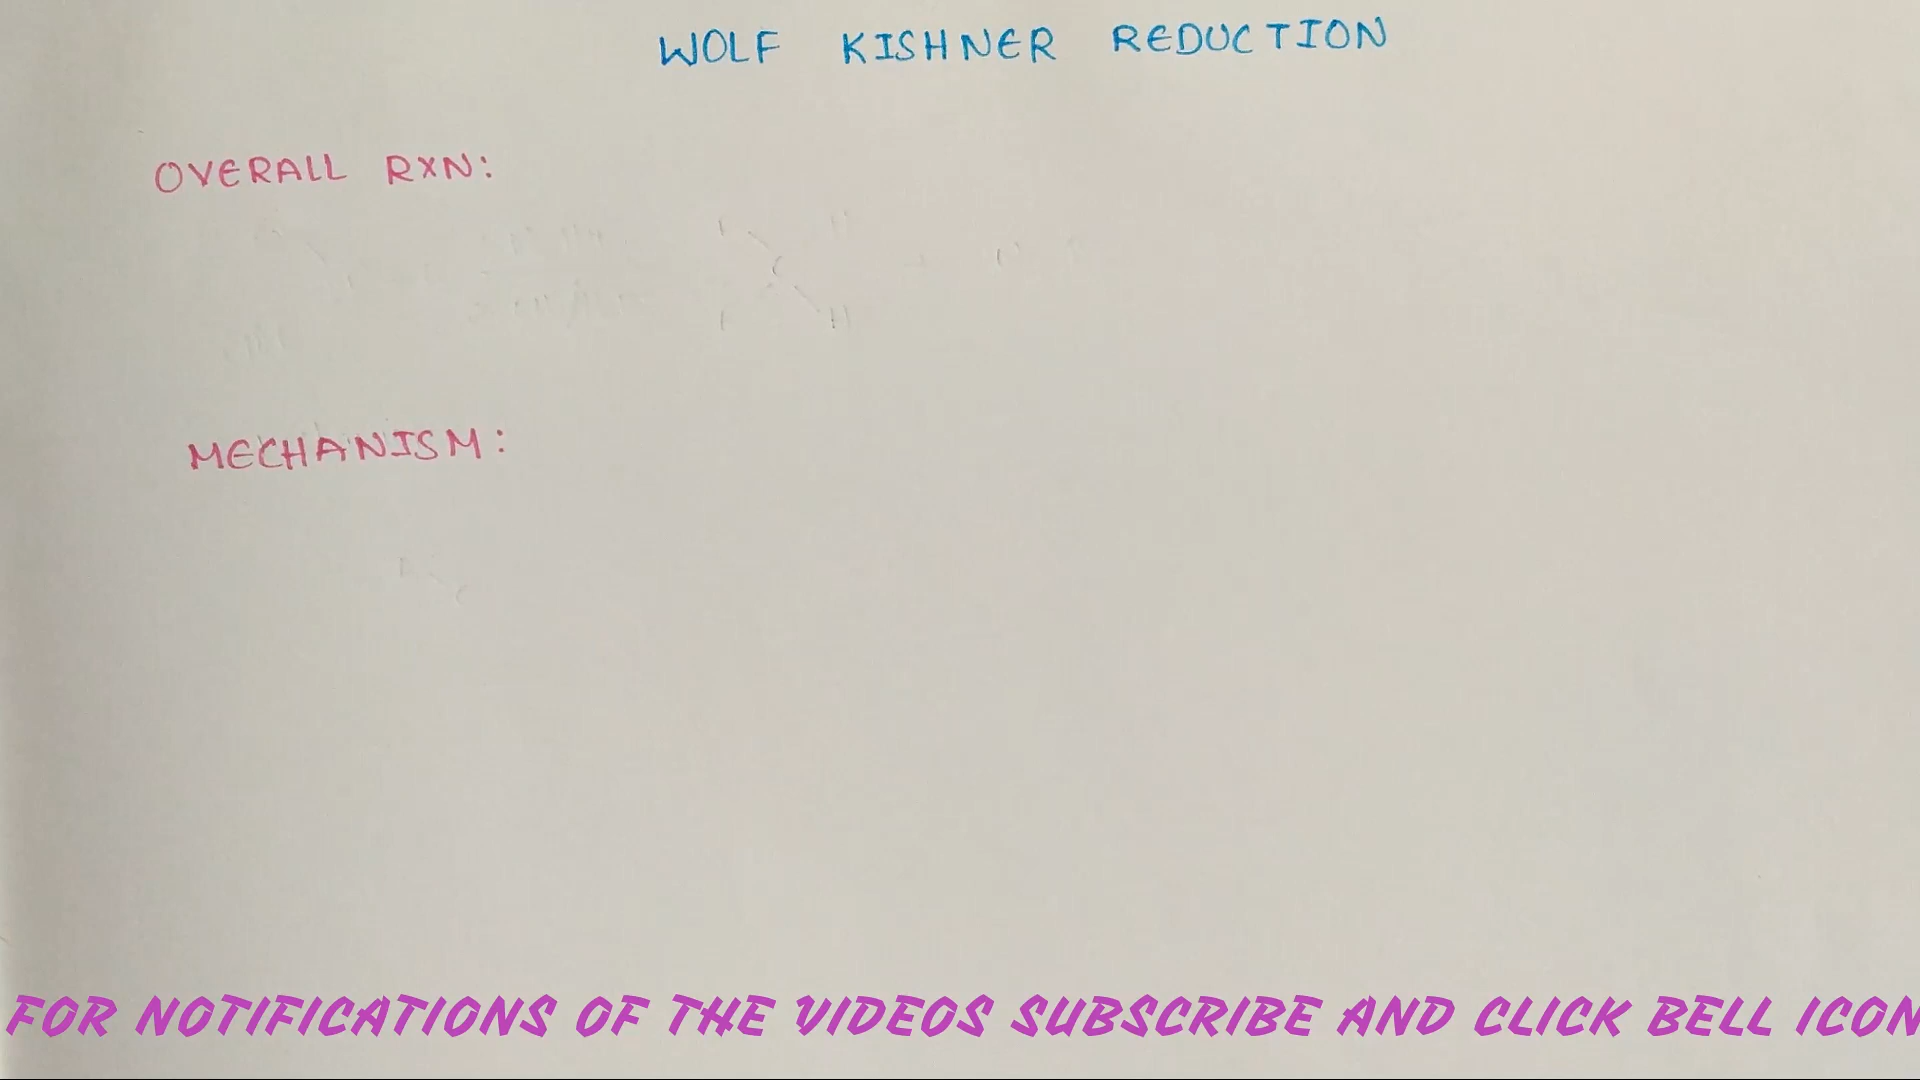 WOLF KISHNER REDUCTION
OVERALL RXN:
MECHANISM:
FOR NOTIFICATIONS OF THE VIDEOS SUBSCRIBE AND CLICK BELL ICON